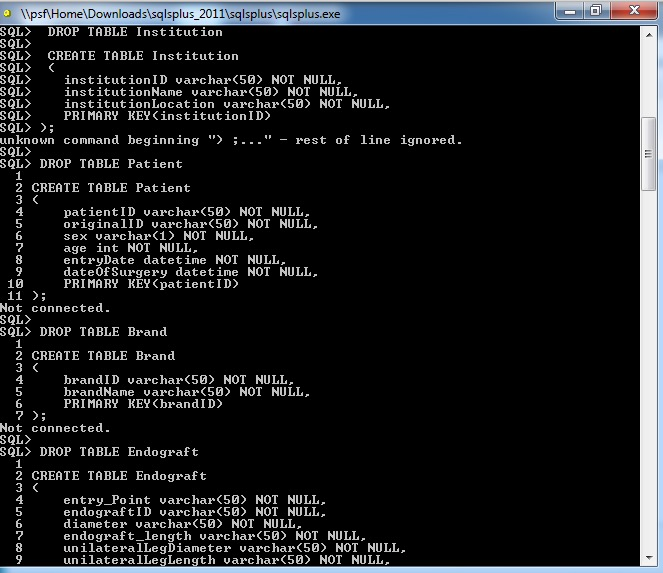 \\psf\Home\Downloads\sqlsplus_2011\sqlsplus\sqlsplus.exe
SQL>  DROP TABLE Institution
SQL>
SQL>  CREATE TABLE Institution
SQL>  (
SQL>    institutionID varchar(50) NOT NULL,
SQL>    institutionName varchar(50) NOT NULL,
SQL>    institutionLocation varchar(50) NOT NULL,
SQL>    PRIMARY KEY(institutionID)
SQL> );
unknown command beginning ") ;..." - rest of line ignored.
SQL>
SQL> DROP TABLE Patient
  1
  2 CREATE TABLE Patient
  3 (
  4     patientID varchar(50) NOT NULL,
  5     originalID varchar(50) NOT NULL,
  6     sex varchar(1) NOT NULL,
  7     age int NOT NULL,
  8     entryDate datetime NOT NULL,
  9     dateOfSurgery datetime NOT NULL,
 10     PRIMARY KEY(patientID)
 11 );
Not connected.
SQL>
SQL> DROP TABLE Brand
  1
  2 CREATE TABLE Brand
  3 (
  4     brandID varchar(50) NOT NULL,
  5     brandName varchar(50) NOT NULL,
  6     PRIMARY KEY(brandID)
  7 );
Not connected.
SQL>
SQL> DROP TABLE Endograft
  1
  2 CREATE TABLE Endograft
  3 (
  4     entry_Point varchar(50) NOT NULL,
  5     endograftID varchar(50) NOT NULL,
  6     diameter varchar(50) NOT NULL,
  7     endograft_length varchar(50) NOT NULL,
  8     unilateralLegDiameter varchar(50) NOT NULL,
  9     unilateralLegLength varchar(50) NOT NULL,